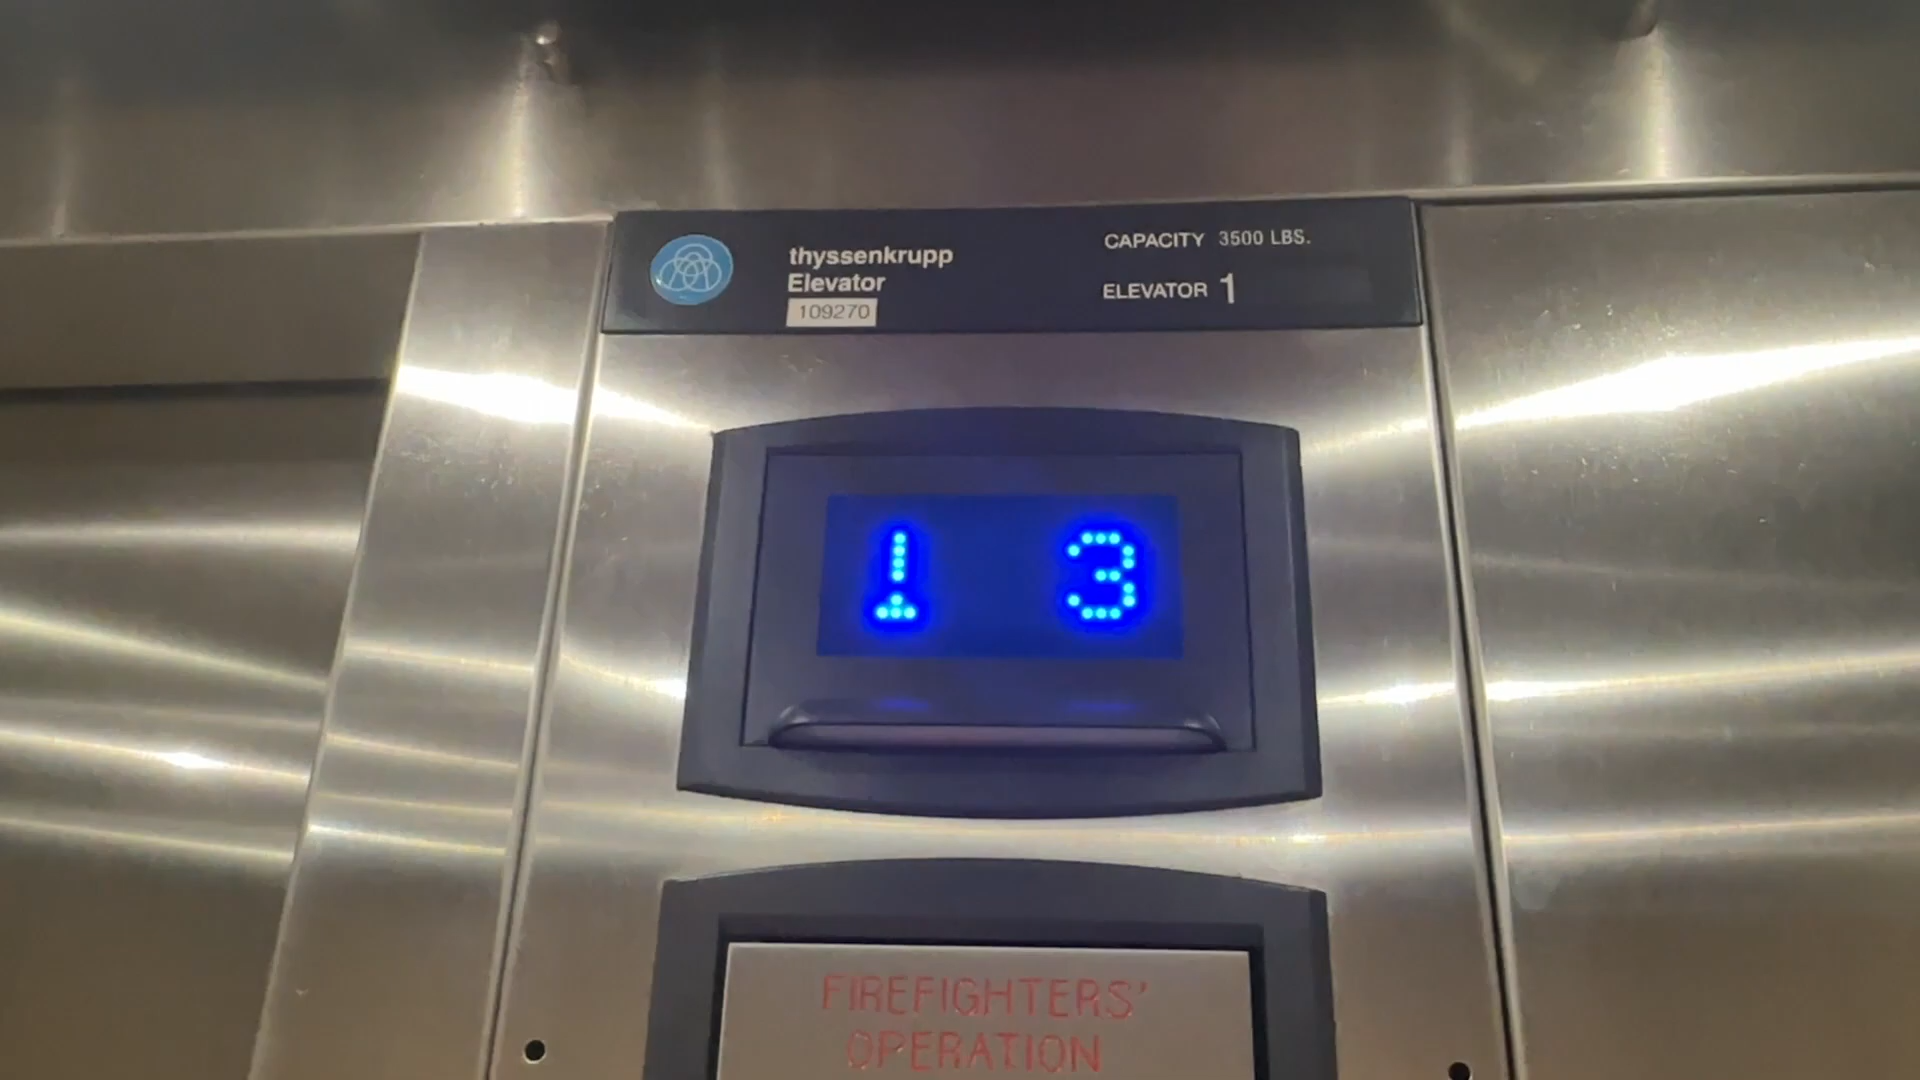 thyssenkrupp
Elevator
109270
CAPACITY 3500 LBS.
ELEVATOR 1
3
FIREFIGHTERS'
OPERATION